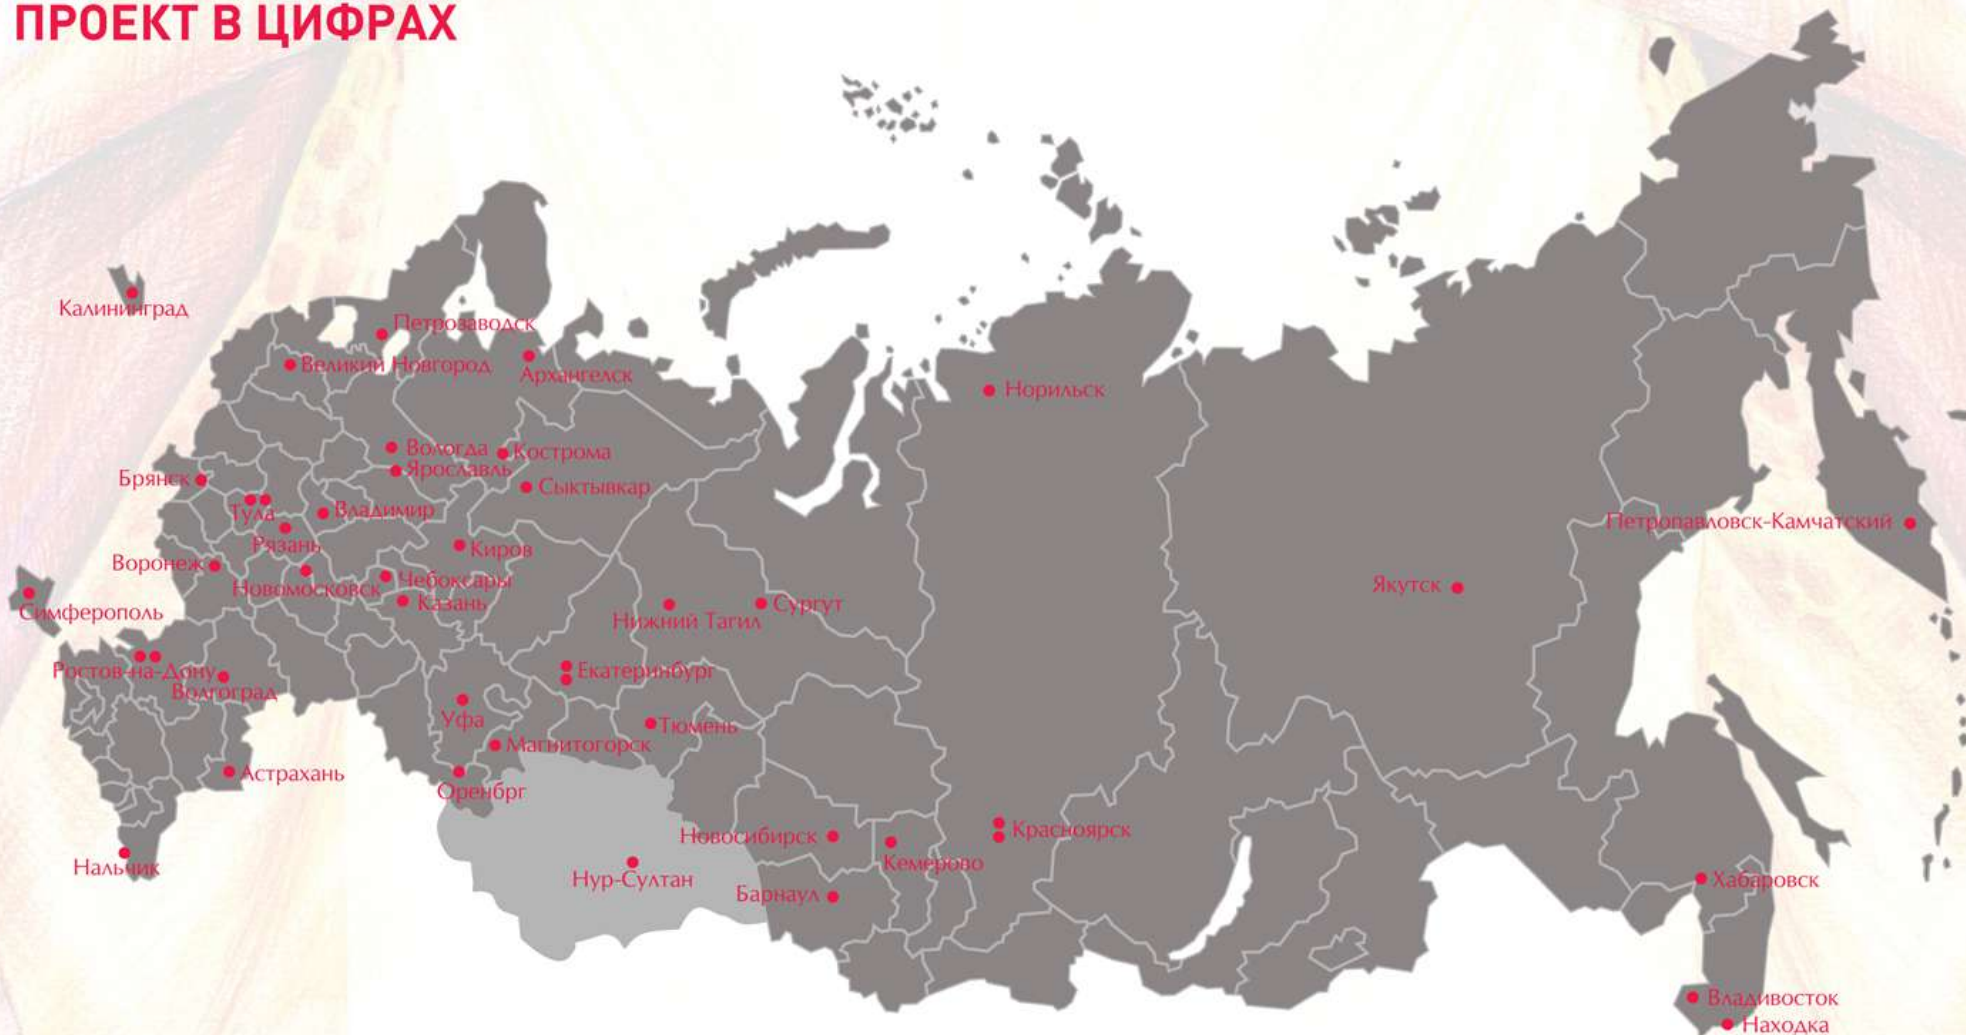 ПРОЕКТ В ЦИФРАХ
Калининград
Петрозаводск
Великий Новгород
Архангелск
Норильск
Вологда
Кострома
Ярославль
Брянск
Сыктывкар
Тула
Владимир
Петропавловск-Камчатский
Рязань
Киров
Воронеж
Новомосковск
Чебоксары
Якутск
Казань
Симферополь
Нижний Тагил
Сургут
Ростов-на-Дону
Екатеринбург
Волгоград
Уфа
Тюмень
Магнитогорск
Астрахань
Оренбрг
Новосибирск
Красноярск
Кемерово
Нальчик
Нур-Султан
Барнаул
Хабаровск
Владивосток
Находка